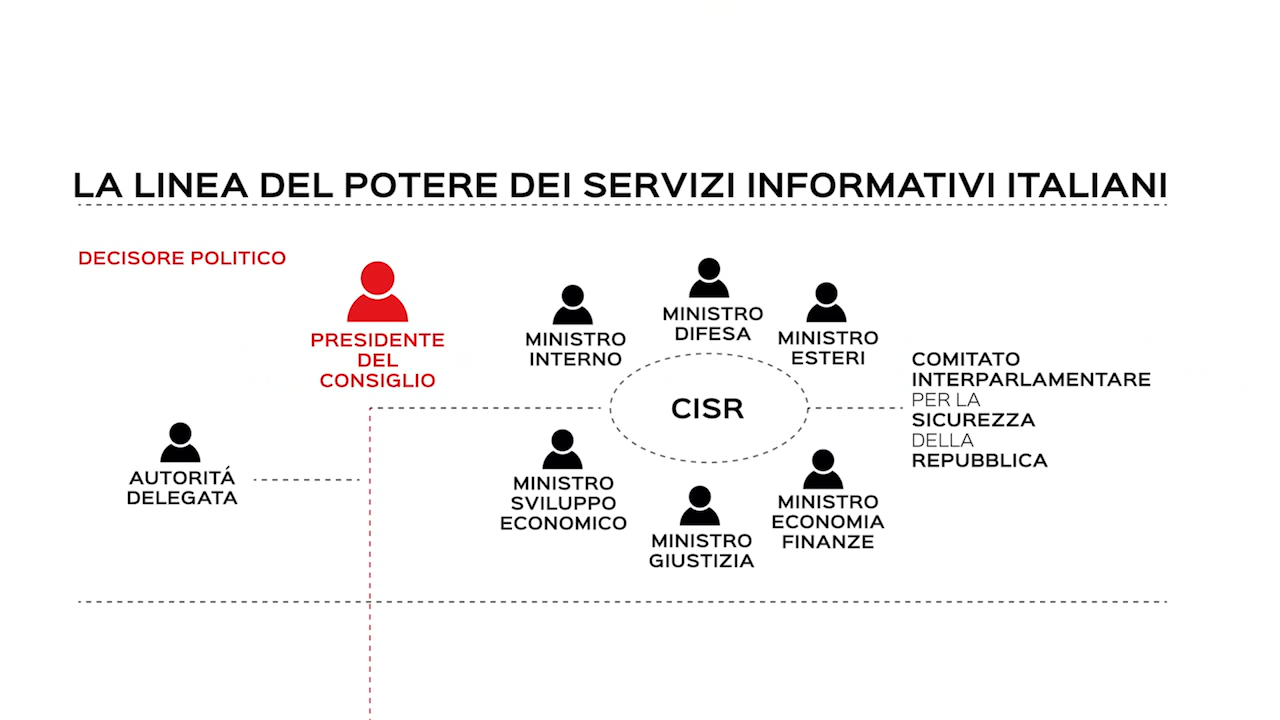 LA LINEA DEL POTERE DEI SERVIZI INFORMATIVI ITALIANI
DECISORE POLITICO
PRESIDENTE
DEL
CONSIGLIO
AUTORITÁ
DELEGATA
MINISTRO
INTERNO
MINISTRO
DIFESA
MINISTRO
ESTERI
CISR
MINISTRO
SVILUPPO
ECONOMICO
MINISTRO
GIUSTIZIA
MINISTRO
ECONOMIA
FINANZE
COMITATO
INTERPARLAMENTARE
PER LA
SICUREZZA
DELLA
REPUBBLICA